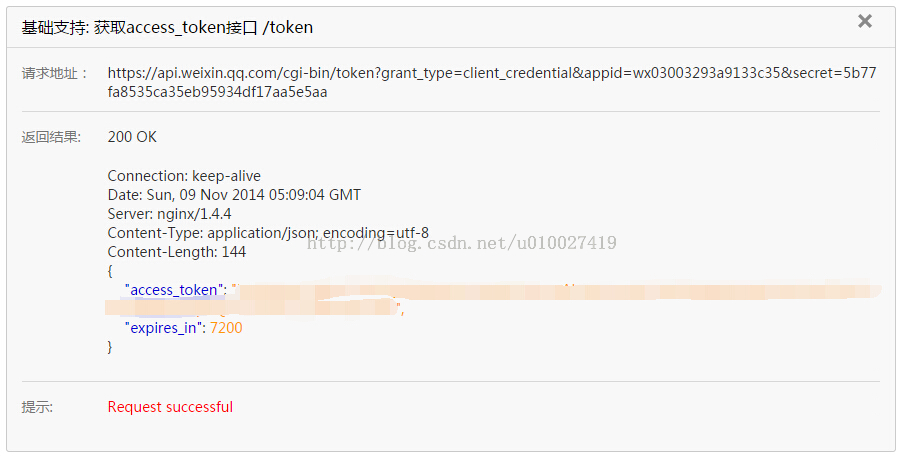 基础支持: 获取access_token接口 /token
请求地址： https://api.weixin.qq.com/cgi-bin/token?grant_type=client_credential&appid=wx03003293a9133c35&secret=5b77
fa8535ca35eb95934df17aa5e5aa
返回结果: 200 OK
Connection: keep-alive
Date: Sun, 09 Nov 2014 05:09:04 GMT
Server: nginx/1.4.4
Content-Type: application/json; encoding=utf-8
http://blog.csdn.net/u010027419
Content-Length: 144
{
"access_token": "
",
"expires_in": 7200
}
提示: Request successful